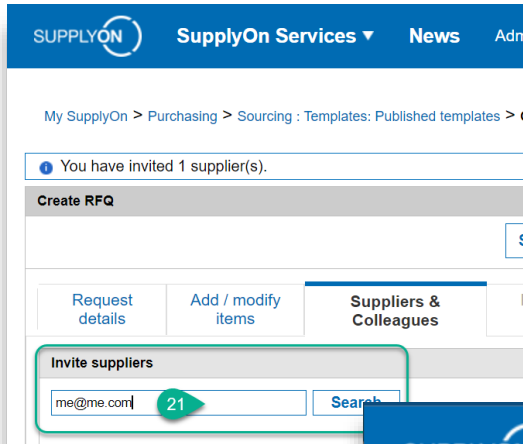 SUPPLYON SupplyOn Services ▼ News
My SupplyOn > Purchasing > Sourcing : Templates: Published templates >
You have invited 1 supplier(s).
Create RFQ
Request details
Add / modify items
Suppliers & Colleagues
Invite suppliers
me@me.com 21 Search